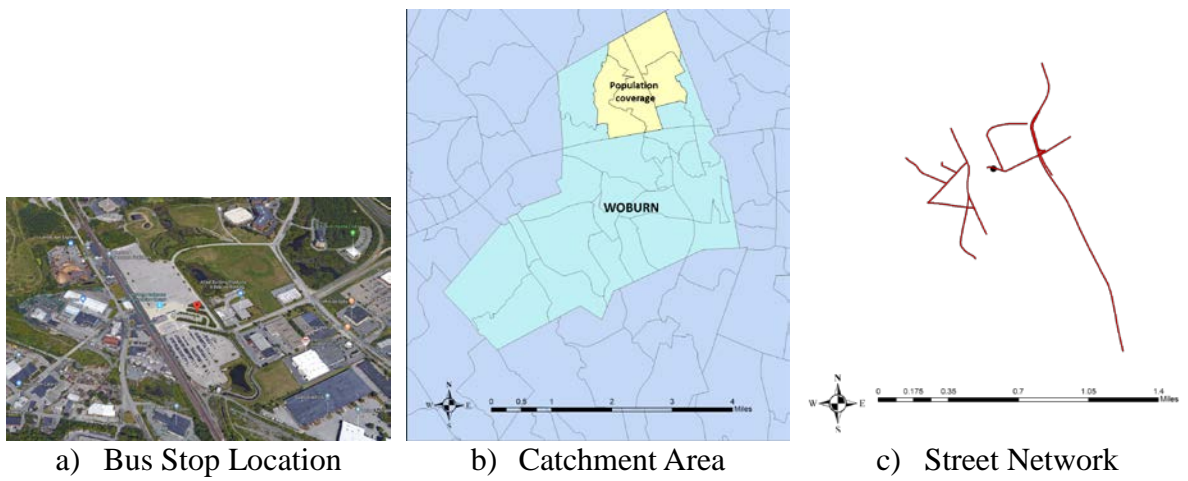 Population
coverage
WOBURN
N
W
E
S
0 0.5 1 2 3 4
Miles
N
W
E
S
0 0.175 0.35 0.7 1.05 1.4
Miles
a) Bus Stop Location
b) Catchment Area
c) Street Network